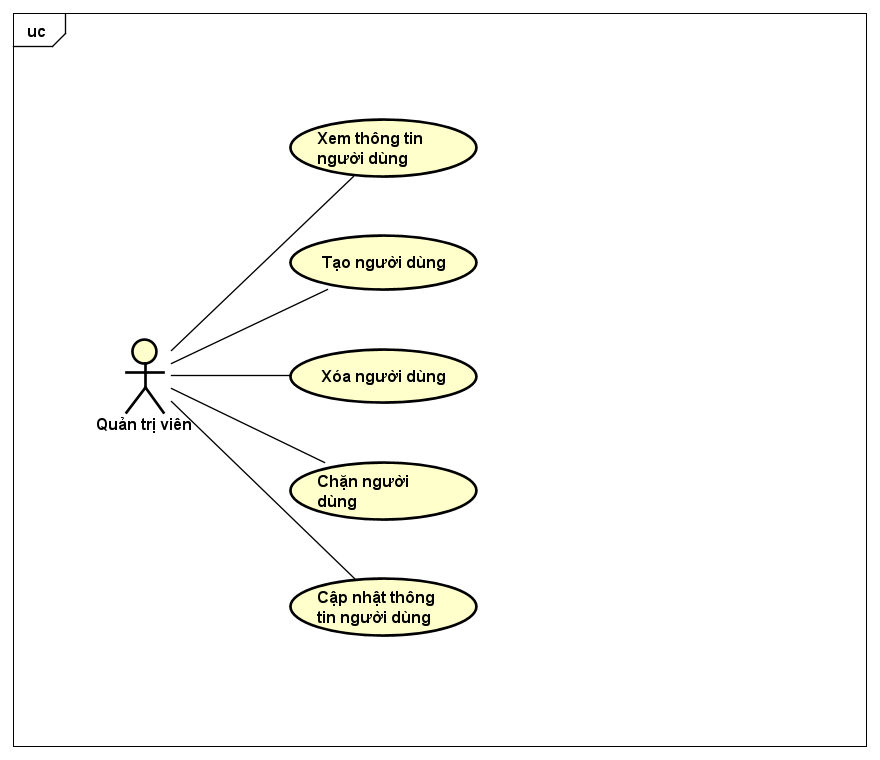 uc
Xem thông tin
người dùng
Tạo người dùng
Xóa người dùng
Quản trị viên
Chặn người
dùng
Cập nhật thông
tin người dùng